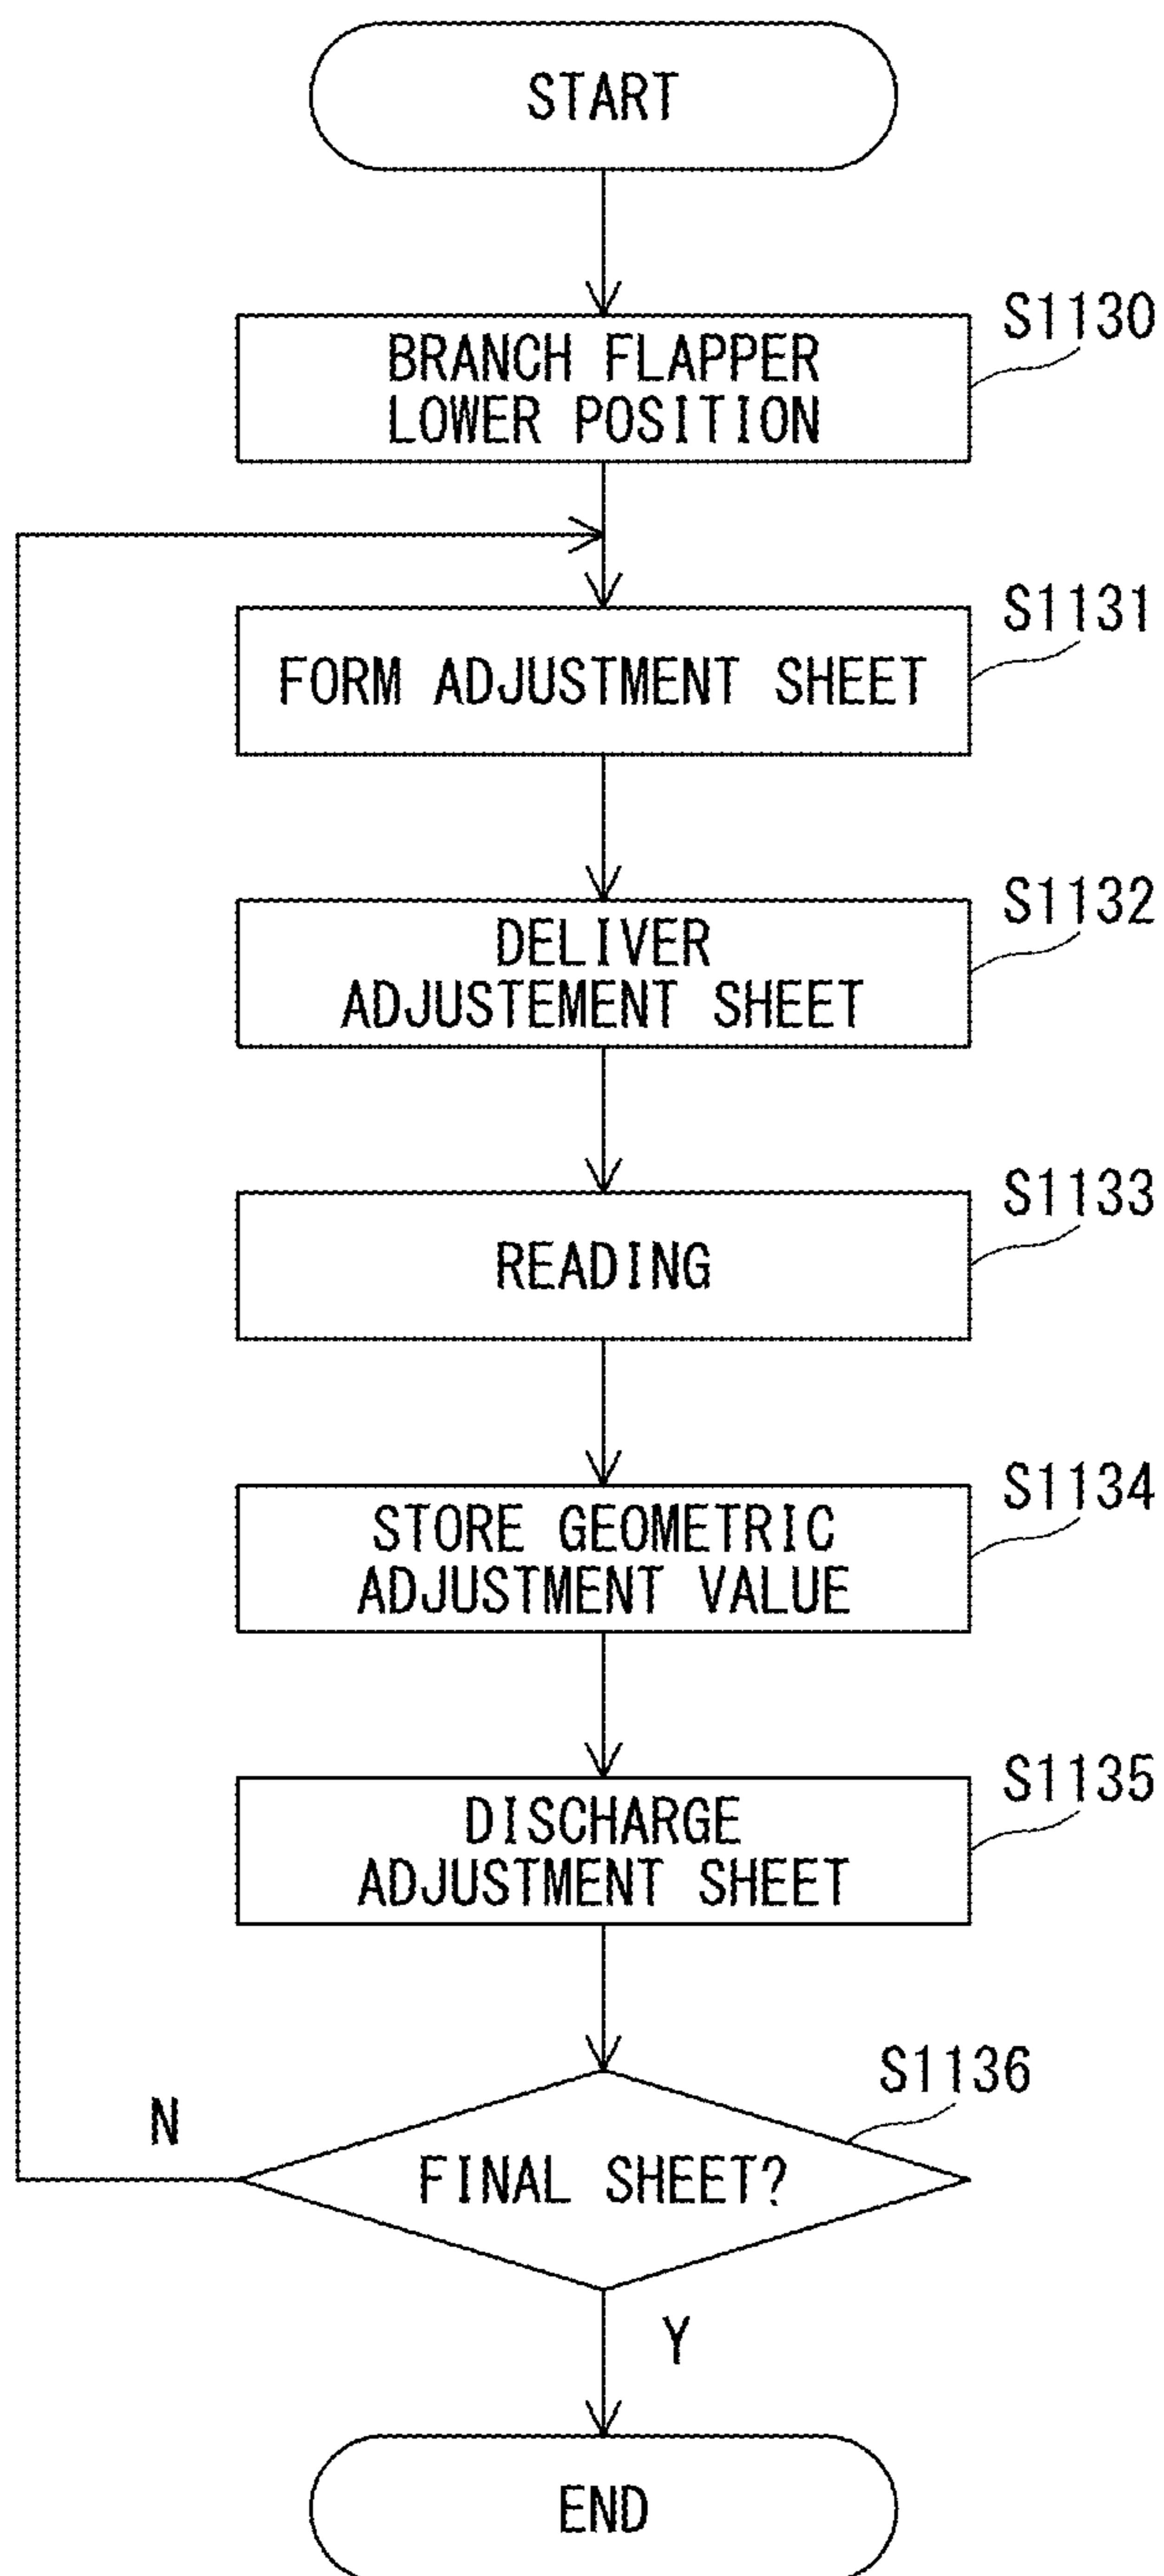 START
S1130
BRANCH FLAPPER
LOWER POSITION
S1131
FORM ADJUSTMENT SHEET
S1132
DELIVER
ADJUSTEMENT SHEET
S1133
READING
S1134
STORE GEOMETRIC
ADJUSTMENT VALUE
S1135
DISCHARGE
ADJUSTMENT SHEET
S1136
N
FINAL SHEET?
Y
END